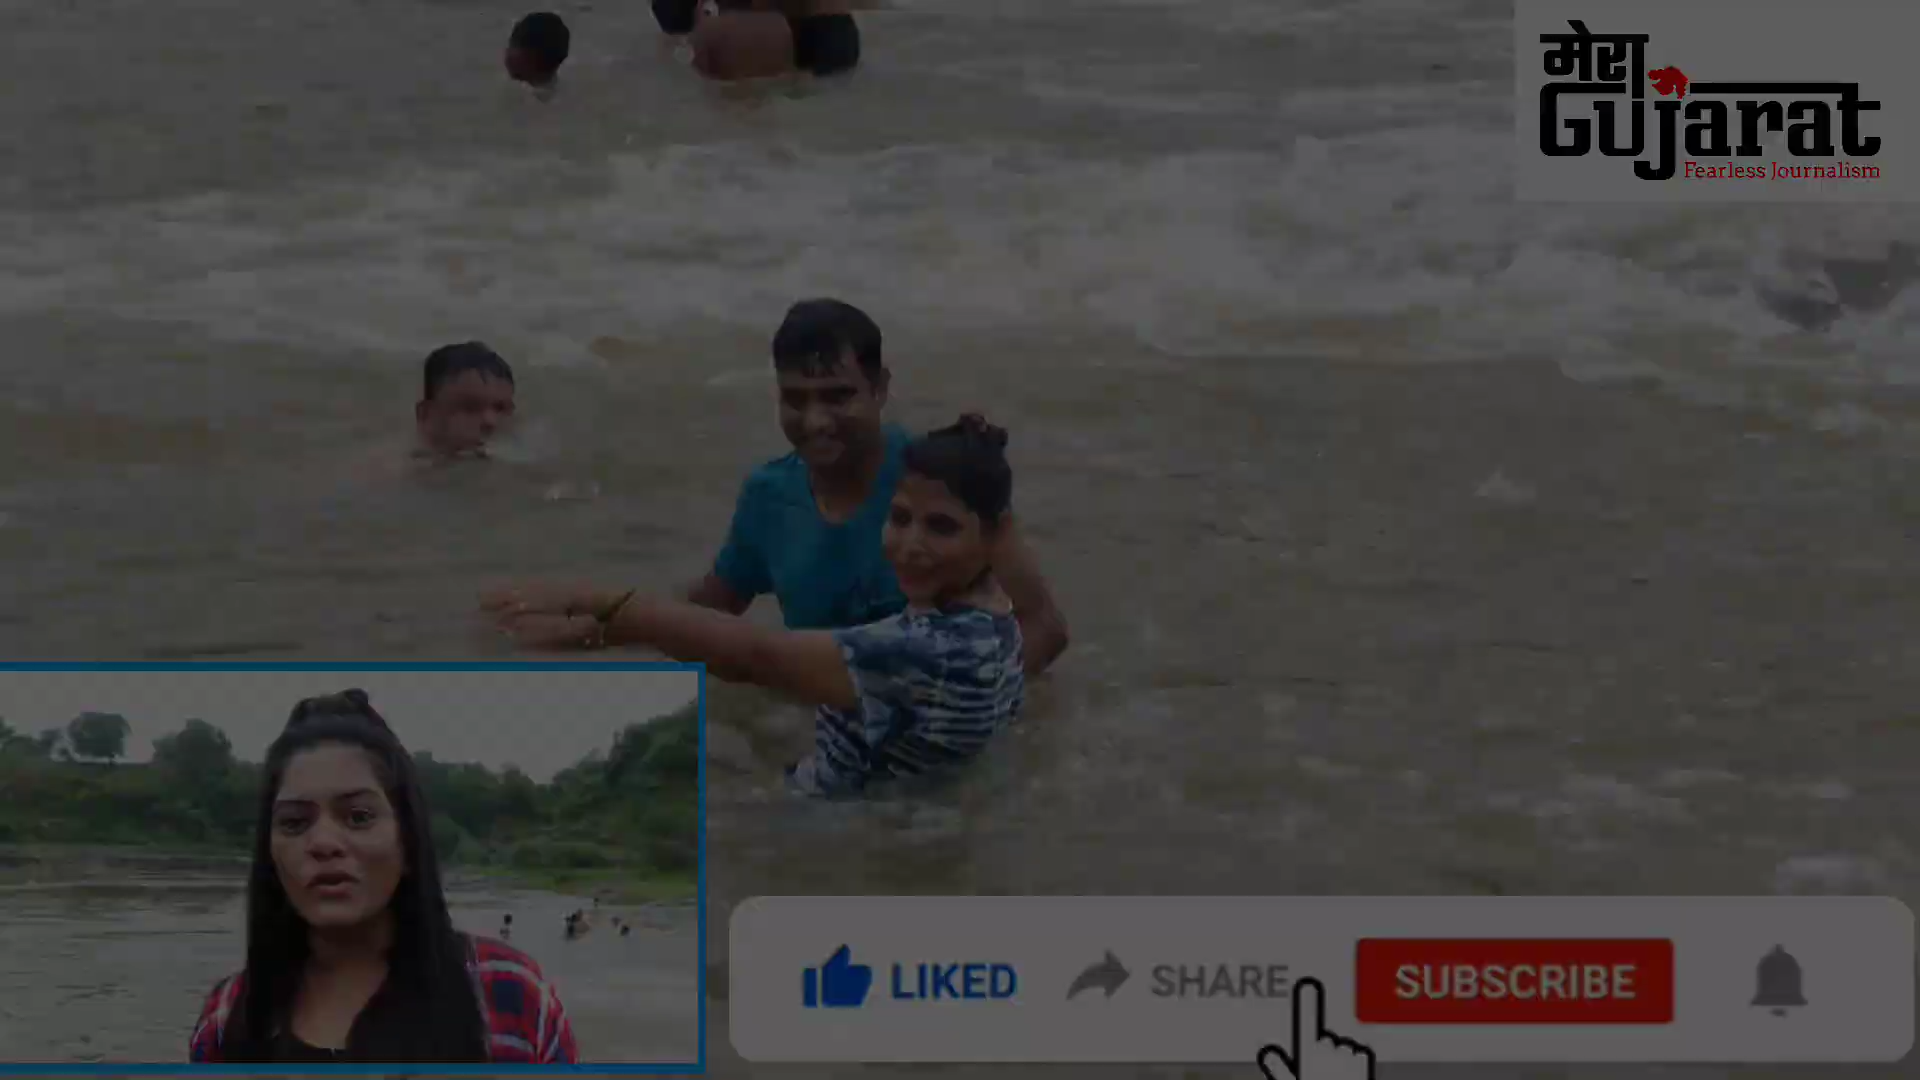 मेरा
Gujarat
Fearless Journalism
LIKED
SHARE
SUBSCRIBE